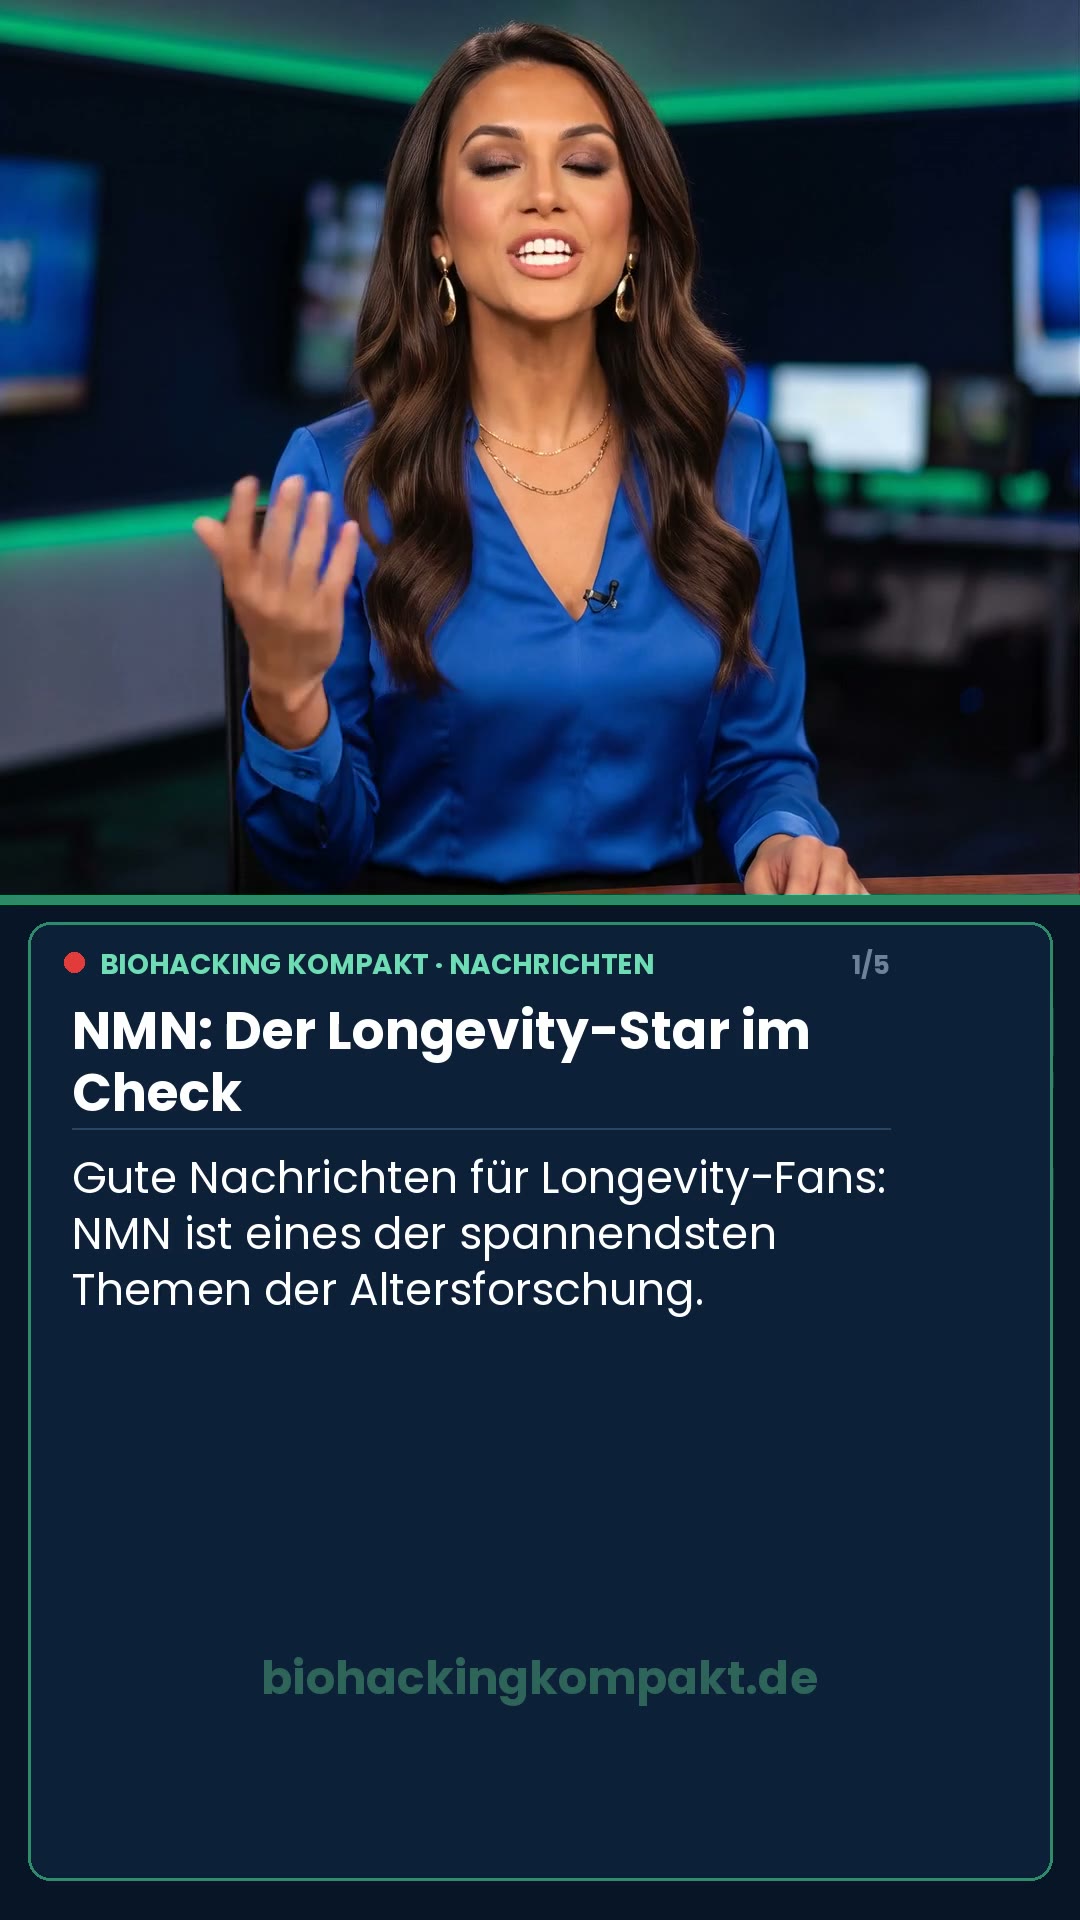 BIOHACKING KOMPAKT · NACHRICHTEN 1/5
NMN: Der Longevity-Star im
Check
Gute Nachrichten für Longevity-Fans:
NMN ist eines der spannendsten
Themen der Altersforschung.
biohackingkompakt.de